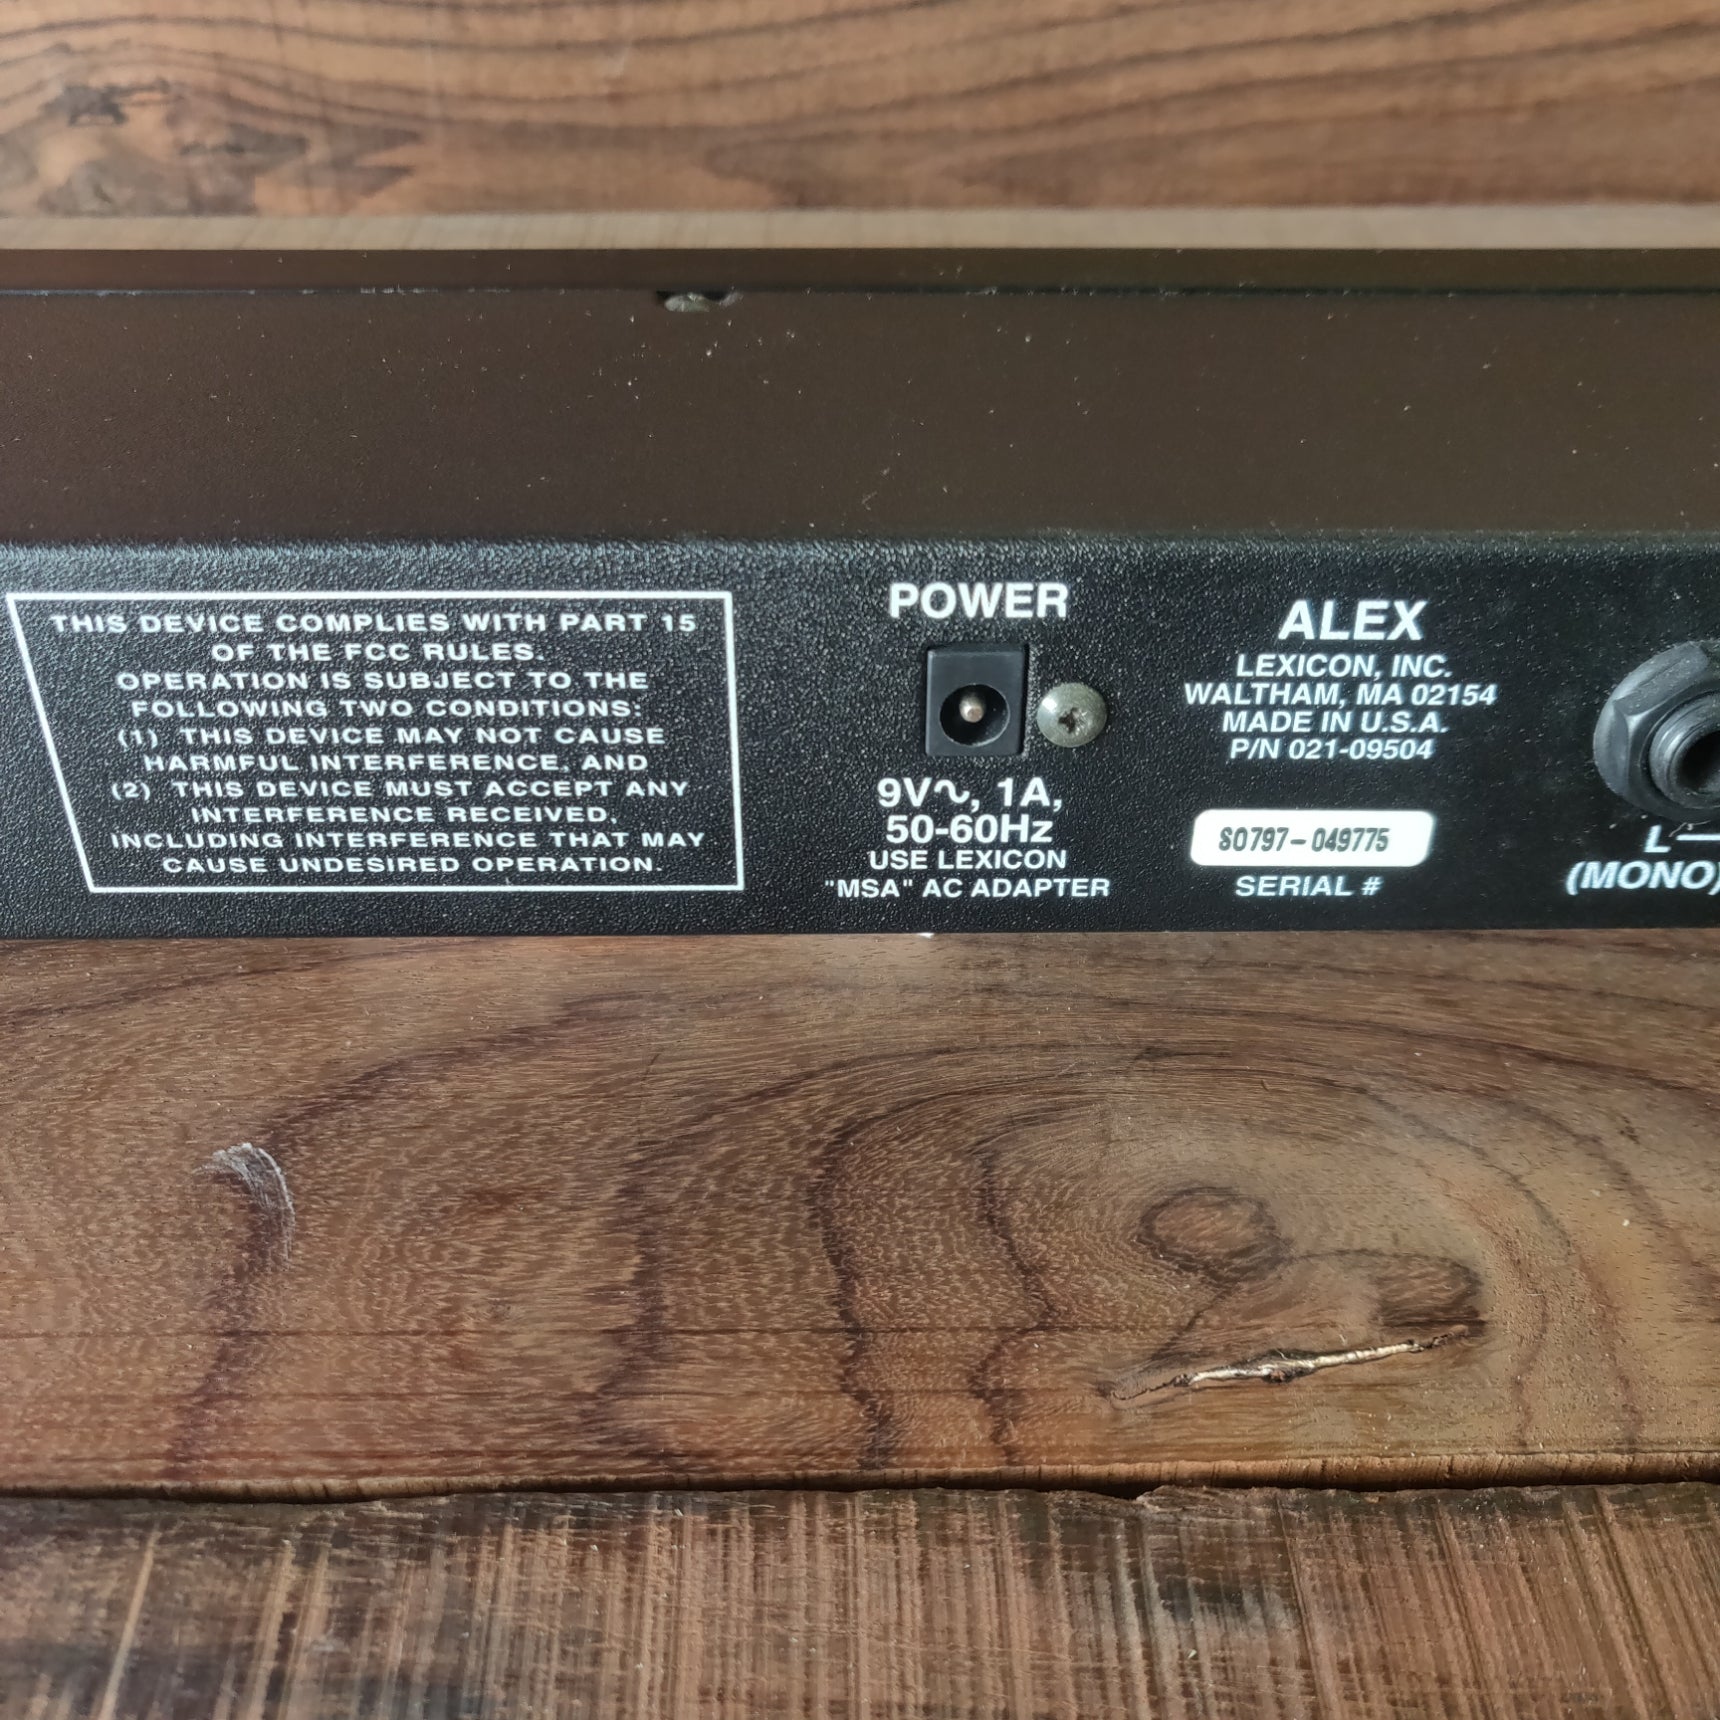 THIS DEVICE COMPLIES WITH PART 15
OF THE FCC RULES.
OPERATION IS SUBJECT TO THE
FOLLOWING TWO CONDITIONS:
(1) THIS DEVICE MAY NOT CAUSE
HARMFUL INTERFERENCE, AND
(2) THIS DEVICE MUST ACCEPT ANY
INTERFERENCE RECEIVED,
INCLUDING INTERFERENCE THAT MAY
CAUSE UNDESIRED OPERATION.
POWER
9V∿, 1A,
50-60Hz
USE LEXICON
"MSA" AC ADAPTER
ALEX
LEXICON, INC.
WALTHAM, MA 02154
MADE IN U.S.A.
P/N 021-09504
S0797-049775
SERIAL #
L
(MONO)